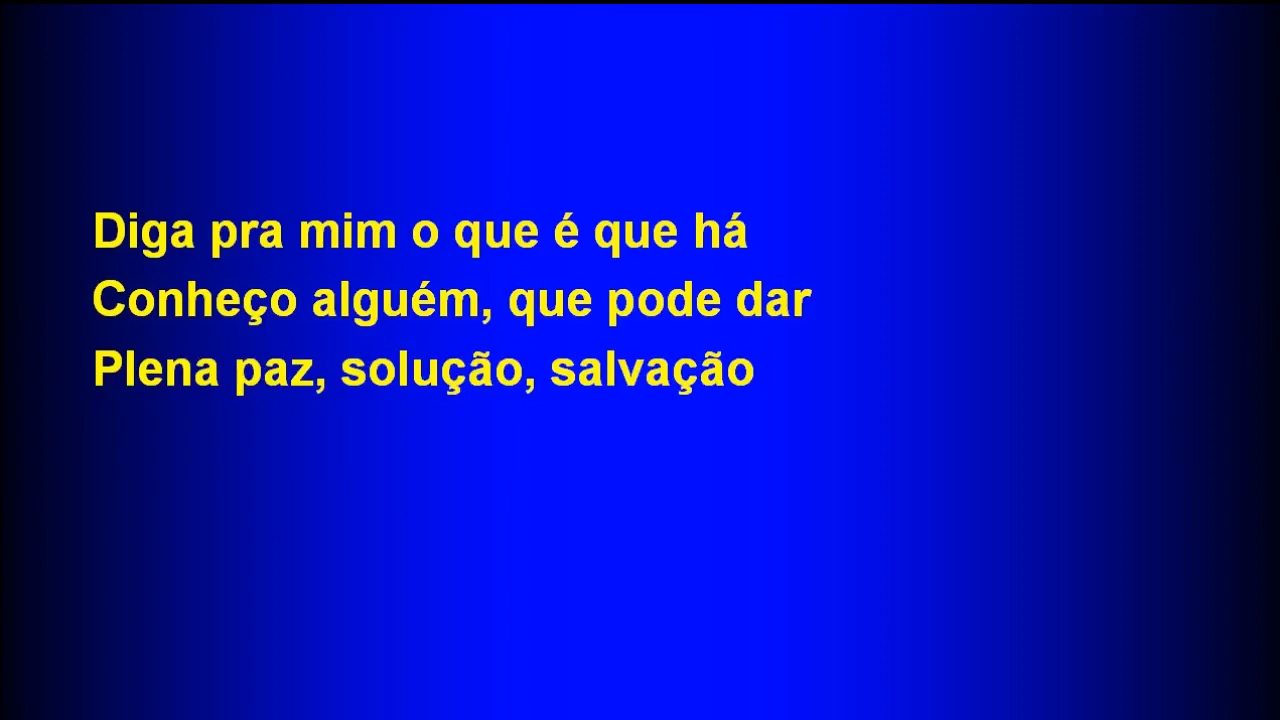 Diga pra mim o que é que há
Conheço alguém, que pode dar
Plena paz, solução, salvação